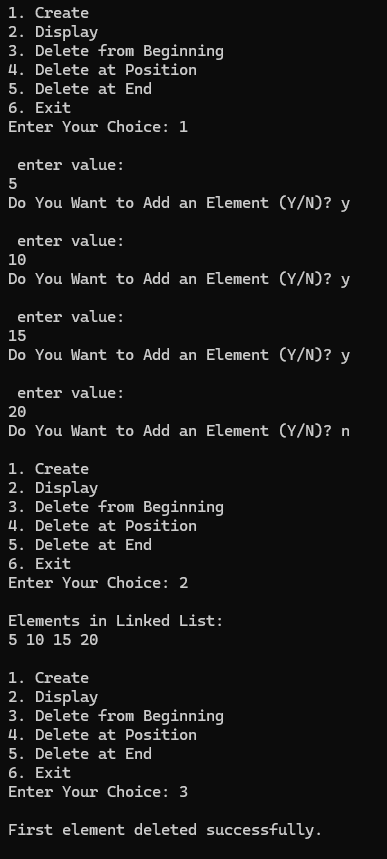 1. Create
2. Display
3. Delete from Beginning
4. Delete at Position
5. Delete at End
6. Exit
Enter Your Choice: 1
enter value:
5
Do You Want to Add an Element (Y/N)? y
enter value:
10
Do You Want to Add an Element (Y/N)? y
enter value:
15
Do You Want to Add an Element (Y/N)? y
enter value:
20
Do You Want to Add an Element (Y/N)? n
1. Create
2. Display
3. Delete from Beginning
4. Delete at Position
5. Delete at End
6. Exit
Enter Your Choice: 2
Elements in Linked List:
5 10 15 20
1. Create
2. Display
3. Delete from Beginning
4. Delete at Position
5. Delete at End
6. Exit
Enter Your Choice: 3
First element deleted successfully.